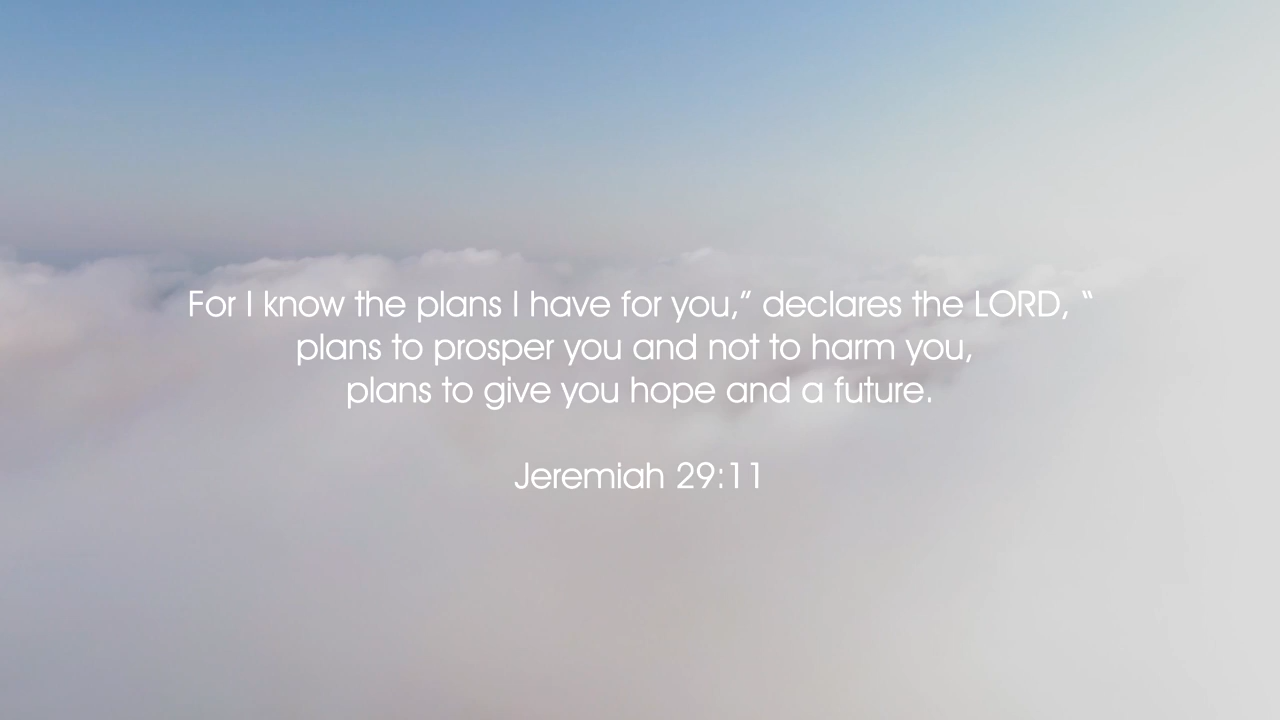 For I know the plans I have for you,” declares the LORD, “
plans to prosper you and not to harm you,
plans to give you hope and a future.
Jeremiah 29:11